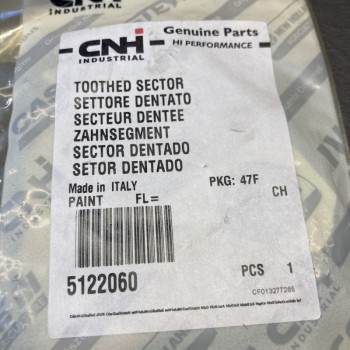 CNH
INDUSTRIAL
Genuine Parts
HI PERFORMANCE
TOOTHED SECTOR
SETTORE DENTATO
SECTEUR DENTEE
ZAHNSEGMENT
SECTOR DENTADO
SETOR DENTADO
Made in ITALY
PKG: 47F
PAINT FL=
CH
5122060
PCS 1
CF013277286